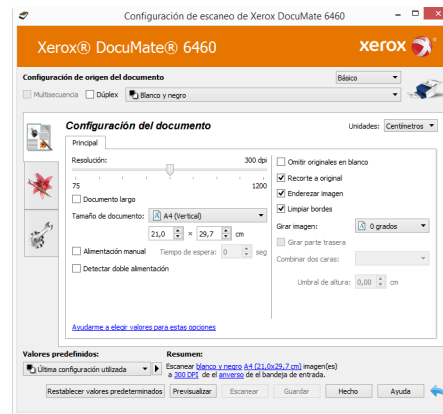 Configuración de escaneo de Xerox DocuMate 6460
Xerox® DocuMate® 6460
xerox
Configuración de origen del documento
Básico
Multisecuencia
Dúplex
Blanco y negro
Configuración del documento
Unidades: Centímetros
Principal
Resolución: 300 dpi
75 1200
Documento largo
Tamaño de documento: A4 (Vertical)
21,0 × 29,7 cm
Alimentación manual Tiempo de espera: 0 seg
Detectar doble alimentación
Omitir originales en blanco
Recorte a original
Enderezar imagen
Limpiar bordes
Girar imagen: 0 grados
Girar parte trasera
Combinar dos caras:
Umbral de altura: 0,00 cm
Ayudarme a elegir valores para estas opciones
Valores predefinidos:
Última configuración utilizada
Resumen:
Escanear blanco y negro A4 (21,0x29,7 cm) imagen(es)
a 300 DPI de el anverso de el bandeja de entrada.
Restablecer valores predeterminados Previsualizar Escanear Guardar Hecho Ayuda